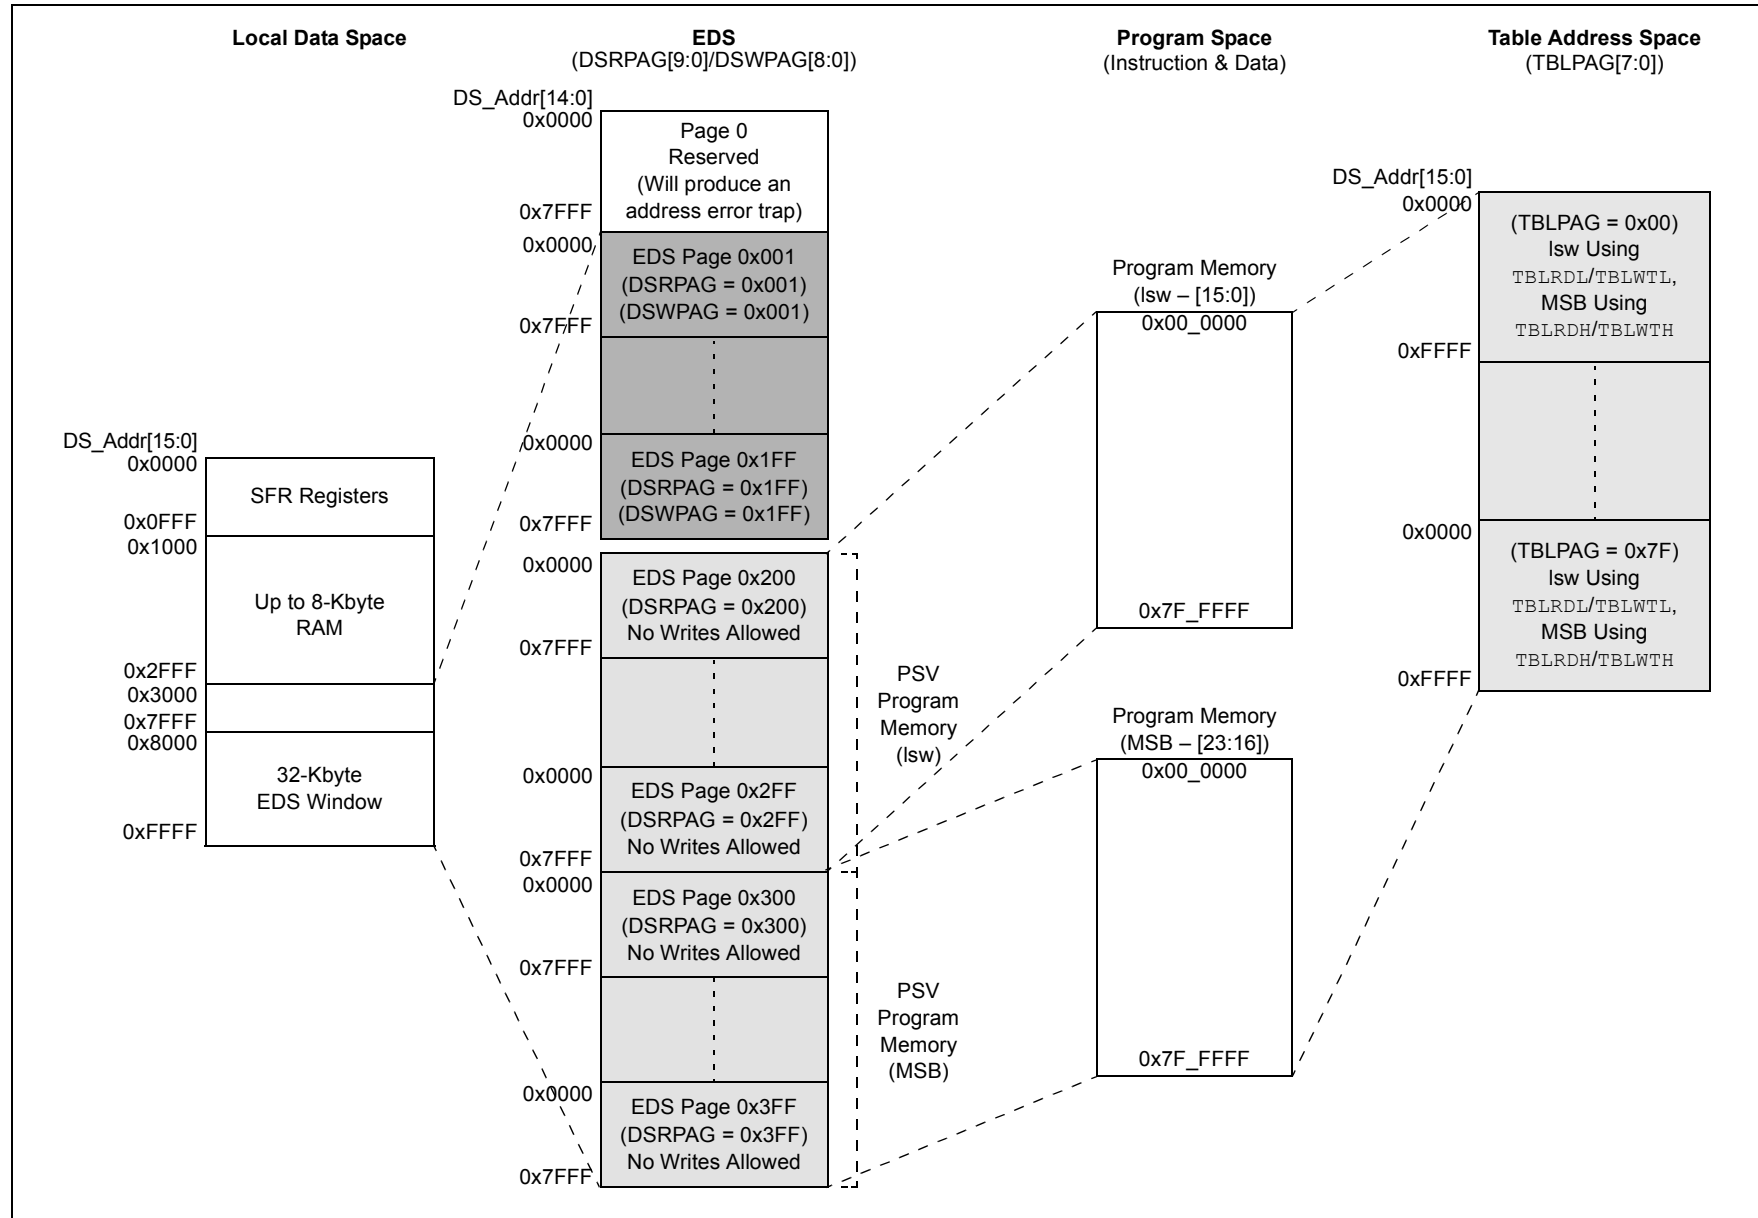 Local Data Space
EDS
(DSRPAG[9:0]/DSWPAG[8:0])
Program Space
(Instruction & Data)
Table Address Space
(TBLPAG[7:0])
DS_Addr[15:0]
0x0000
SFR Registers
0x0FFF
0x1000
Up to 8-Kbyte
RAM
0x2FFF
0x3000
0x7FFF
0x8000
32-Kbyte
EDS Window
0xFFFF
DS_Addr[14:0]
0x0000
Page 0
Reserved
(Will produce an
address error trap)
0x7FFF
0x0000
EDS Page 0x001
(DSRPAG = 0x001)
(DSWPAG = 0x001)
0x7FFF
0x0000
EDS Page 0x1FF
(DSRPAG = 0x1FF)
(DSWPAG = 0x1FF)
0x7FFF
0x0000
EDS Page 0x200
(DSRPAG = 0x200)
No Writes Allowed
0x7FFF
PSV
Program
Memory
(lsw)
0x0000
EDS Page 0x2FF
(DSRPAG = 0x2FF)
No Writes Allowed
0x7FFF
0x0000
EDS Page 0x300
(DSRPAG = 0x300)
No Writes Allowed
0x7FFF
PSV
Program
Memory
(MSB)
0x0000
EDS Page 0x3FF
(DSRPAG = 0x3FF)
No Writes Allowed
0x7FFF
Program Memory
(lsw – [15:0])
0x00_0000
0x7F_FFFF
Program Memory
(MSB – [23:16])
0x00_0000
0x7F_FFFF
DS_Addr[15:0]
0x0000
(TBLPAG = 0x00)
lsw Using
TBLRDL/TBLWTL,
MSB Using
TBLRDH/TBLWTH
0xFFFF
0x0000
(TBLPAG = 0x7F)
lsw Using
TBLRDL/TBLWTL,
MSB Using
TBLRDH/TBLWTH
0xFFFF